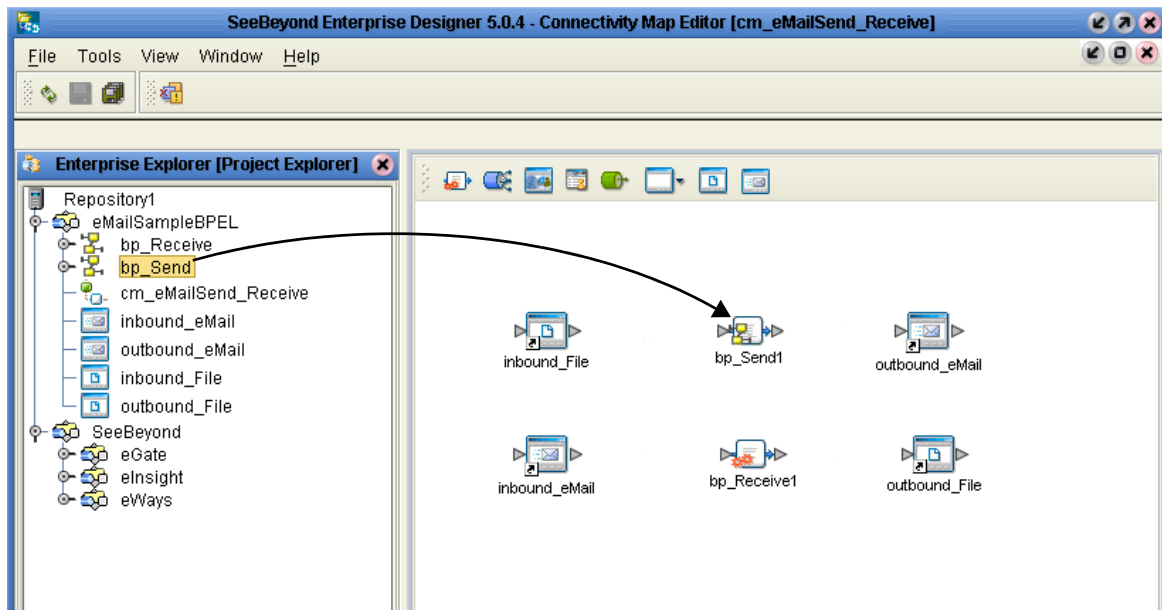 SeeBeyond Enterprise Designer 5.0.4 - Connectivity Map Editor [cm_eMailSend_Receive]
File Tools View Window Help
Enterprise Explorer [Project Explorer]
Repository1
eMailSampleBPEL
bp_Receive
bp_Send
cm_eMailSend_Receive
inbound_eMail
outbound_eMail
inbound_File
outbound_File
SeeBeyond
eGate
eInsight
eWays
inbound_File
bp_Send1
outbound_eMail
inbound_eMail
bp_Receive1
outbound_File